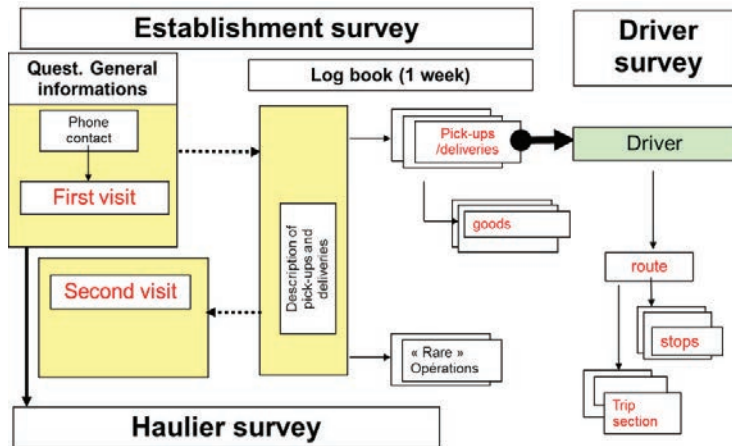 Establishment survey
Driver
survey
Quest. General
informations
Log book (1 week)
Phone
contact
First visit
Pick-ups
/deliveries
Driver
goods
Description of
pick-ups and
deliveries
Second visit
route
stops
« Rare »
Opérations
Trip
section
Haulier survey